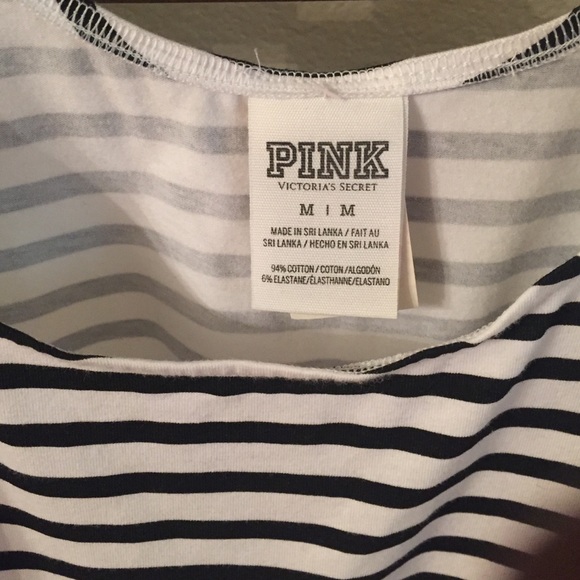 PINK
VICTORIA'S SECRET
M | M
MADE IN SRI LANKA / FAIT AU
SRI LANKA / HECHO EN SRI LANKA
94% COTTON / COTON / ALGODÓN
6% ELASTANE/ÉLASTHANNE/ELASTANO